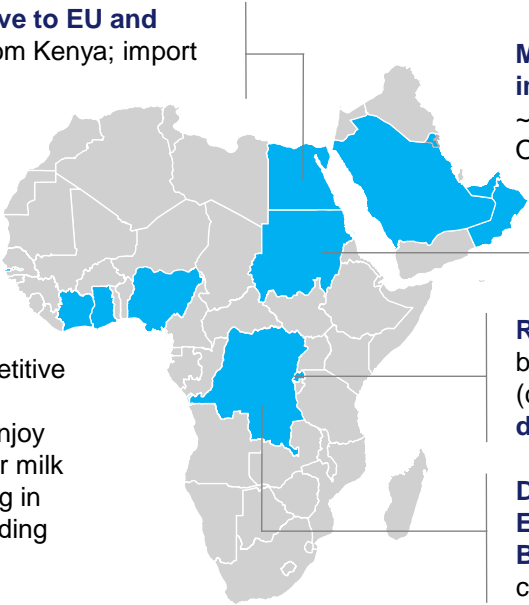 ve to EU and
om Kenya; import
M
in
~
C
etitive
njoy
r milk
g in
ding
R
b
(c
d
D
E
B
c